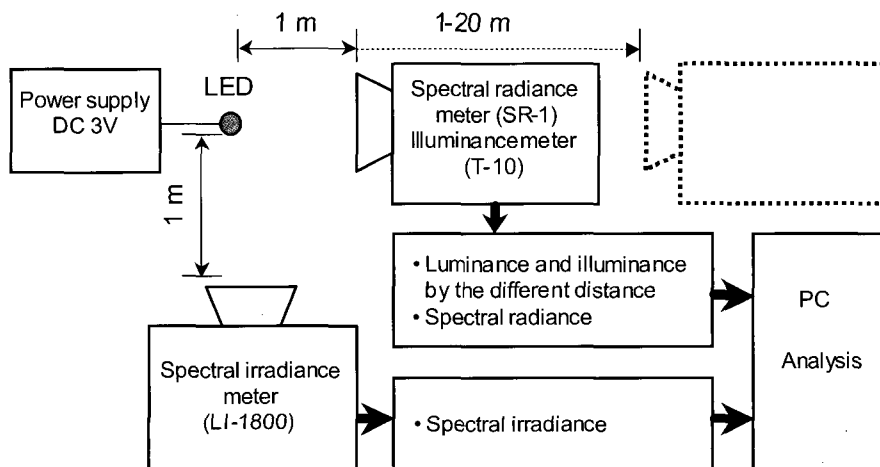 1 m
1-20 m
Power supply
DC 3V
LED
Spectral radiance
meter (SR-1)
Illuminancemeter
(T-10)
1 m
• Luminance and illuminance
by the different distance
• Spectral radiance
PC
Analysis
Spectral irradiance
meter
(LI-1800)
• Spectral irradiance